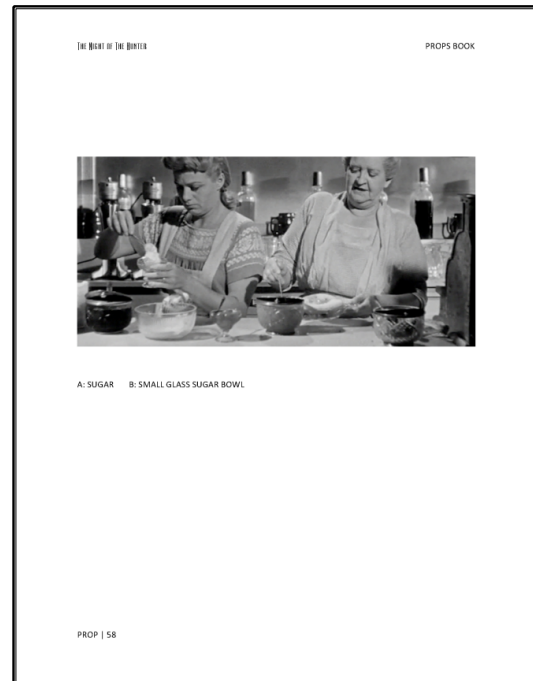 The Night of The Hunter PROPS BOOK
A: SUGAR B: SMALL GLASS SUGAR BOWL
PROP | 58